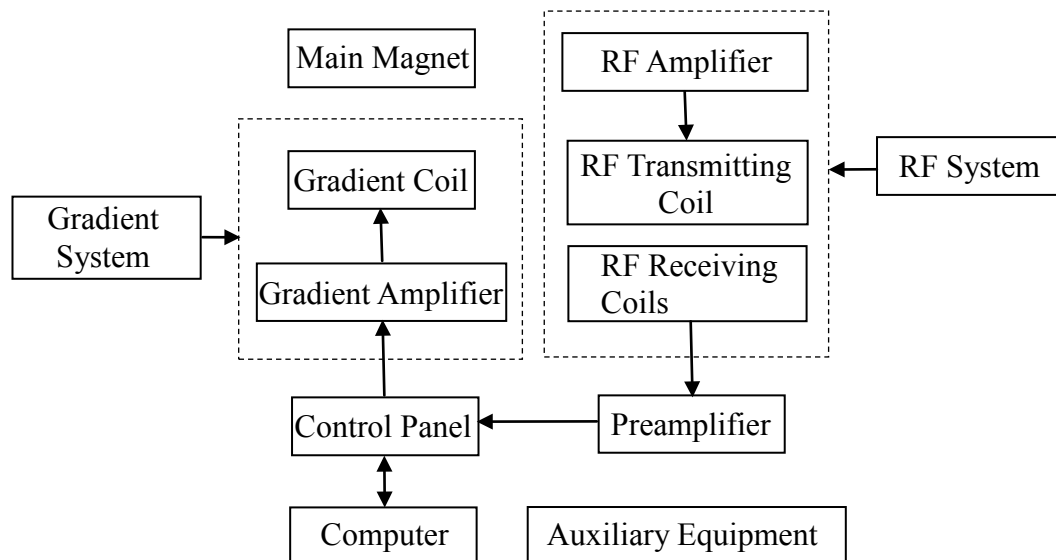 Main Magnet
RF Amplifier
Gradient Coil
RF Transmitting
Coil
RF System
Gradient
System
Gradient Amplifier
RF Receiving
Coils
Control Panel
Preamplifier
Computer
Auxiliary Equipment